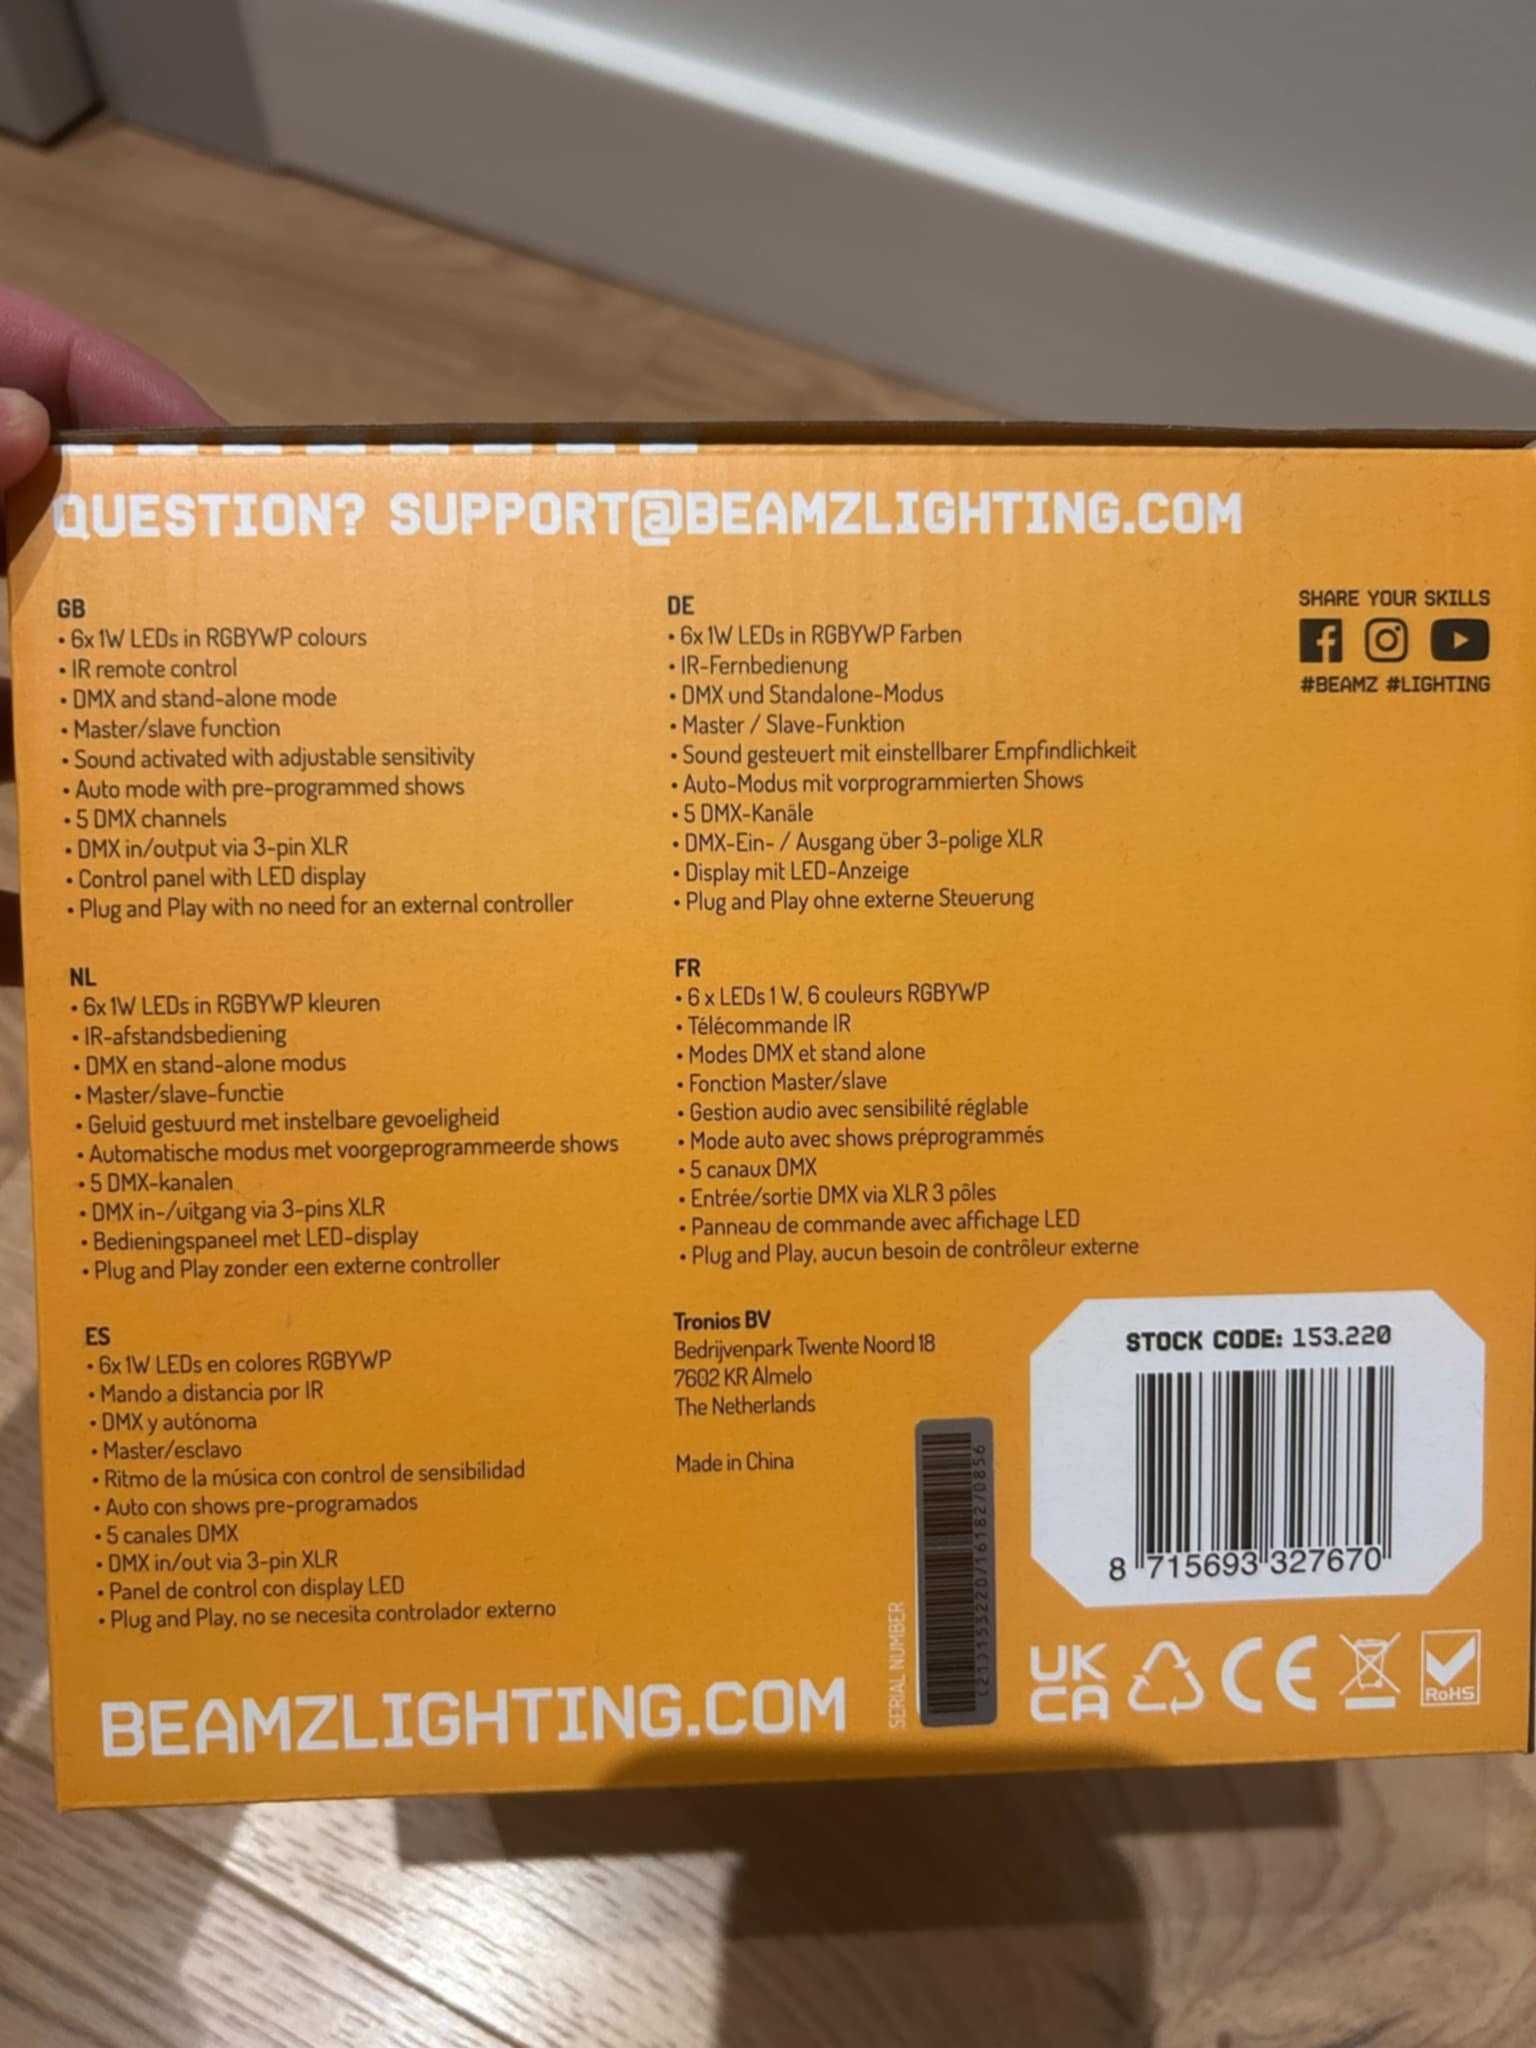 QUESTION? SUPPORT@BEAMZLIGHTING.COM
GB
• 6x 1W LEDs in RGBYWP colours
• IR remote control
• DMX and stand-alone mode
• Master/slave function
• Sound activated with adjustable sensitivity
• Auto mode with pre-programmed shows
• 5 DMX channels
• DMX in/output via 3-pin XLR
• Control panel with LED display
• Plug and Play with no need for an external controller
DE
• 6x 1W LEDs in RGBYWP Farben
• IR-Fernbedienung
• DMX und Standalone-Modus
• Master / Slave-Funktion
• Sound gesteuert mit einstellbarer Empfindlichkeit
• Auto-Modus mit vorprogrammierten Shows
• 5 DMX-Kanäle
• DMX-Ein- / Ausgang über 3-polige XLR
• Display mit LED-Anzeige
• Plug and Play ohne externe Steuerung
SHARE YOUR SKILLS
#BEAMZ #LIGHTING
NL
• 6x 1W LEDs in RGBYWP kleuren
• IR-afstandsbediening
• DMX en stand-alone modus
• Master/slave-functie
• Geluid gestuurd met instelbare gevoeligheid
• Automatische modus met voorgeprogrammeerde shows
• 5 DMX-kanalen
• DMX in-/uitgang via 3-pins XLR
• Bedieningspaneel met LED-display
• Plug and Play zonder een externe controller
FR
• 6 x LEDs 1 W, 6 couleurs RGBYWP
• Télécommande IR
• Modes DMX et stand alone
• Fonction Master/slave
• Gestion audio avec sensibilité réglable
• Mode auto avec shows préprogrammés
• 5 canaux DMX
• Entrée/sortie DMX via XLR 3 pôles
• Panneau de commande avec affichage LED
• Plug and Play, aucun besoin de contrôleur externe
ES
• 6x 1W LEDs en colores RGBYWP
• Mando a distancia por IR
• DMX y autónoma
• Master/esclavo
• Ritmo de la música con control de sensibilidad
• Auto con shows pre-programados
• 5 canales DMX
• DMX in/out via 3-pin XLR
• Panel de control con display LED
• Plug and Play, no se necesita controlador externo
Tronios BV
Bedrijvenpark Twente Noord 18
7602 KR Almelo
The Netherlands
Made in China
SERIAL NUMBER
(21)153220/16182/0856
STOCK CODE: 153.220
8 715693 327670
UK
CA
CE
RoHS
BEAMZLIGHTING.COM